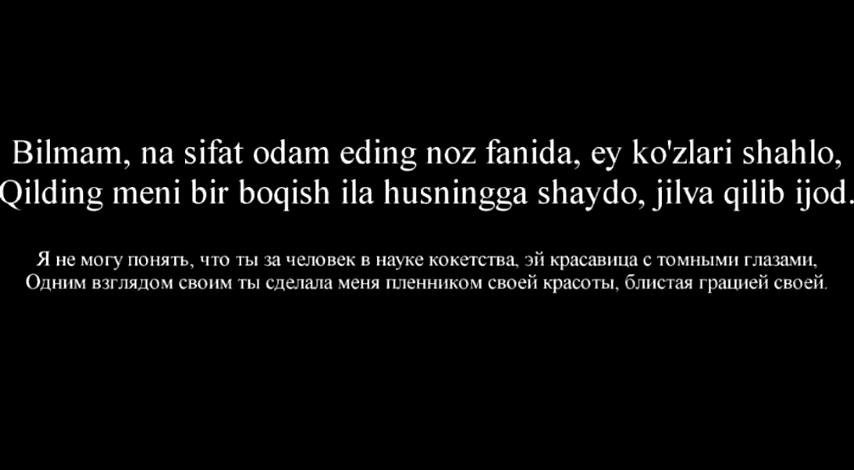 Bilmam, na sifat odam eding noz fanida, ey ko'zlari shahlo,
Qilding meni bir boqish ila husningga shaydo, jilva qilib ijod.
Я не могу понять, что ты за человек в науке кокетства, эй красавица с томными глазами,
Одним взглядом своим ты сделала меня пленником своей красоты, блистая грацией своей.